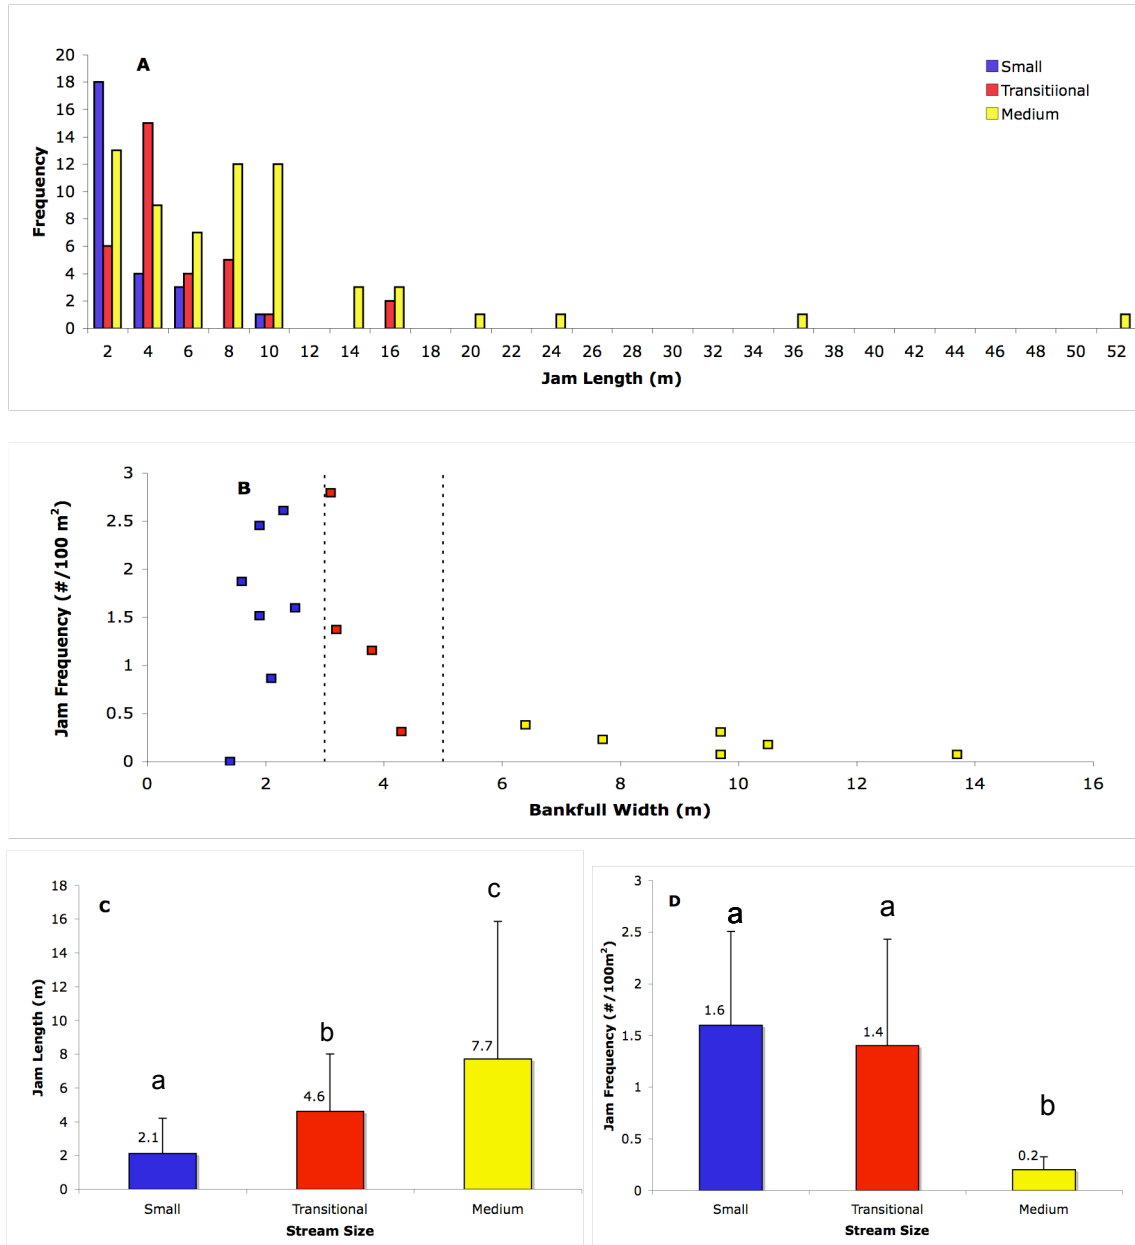 A
Frequency
20
18
16
14
12
10
8
6
4
2
0
2 4 6 8 10 12 14 16 20 22 24 26 28 30 32 34 36 38 40 42 44 46 48 50 52
Jam Length (m)
Small
Transitiional
Medium
B
Jam Frequency (#/100 m²)
3
2.5
2
1.5
1
0.5
0
0 2 4 6 8 10 12 14 16
Bankfull Width (m)
C
Jam Length (m)
18
16
14
12
10
8
6
4
2
0
a
b
c
2.1
4.6
7.7
Small Transitional Medium
Stream Size
D
Jam Frequency (#/100m²)
3
2.5
2
1.5
1
0.5
0
a
a
b
1.6
1.4
0.2
Small Transitional Medium
Stream Size